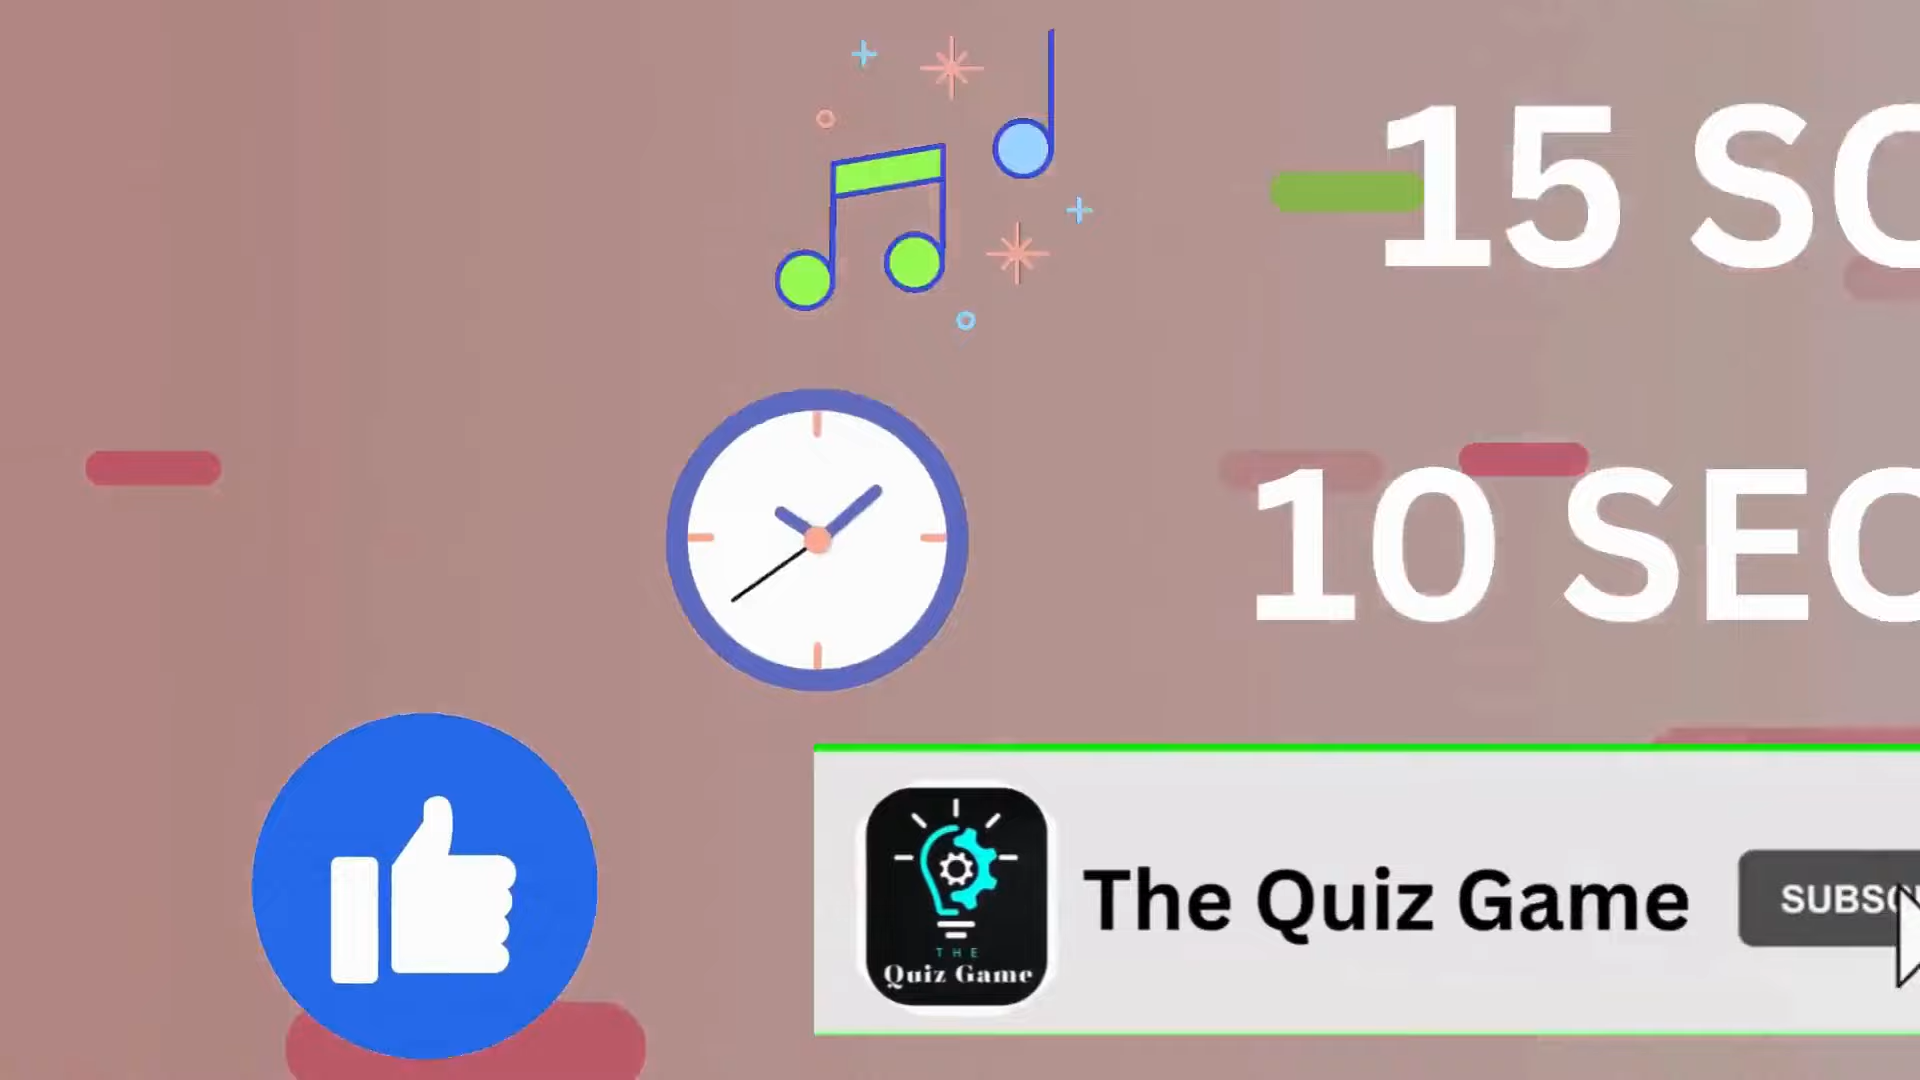 15 SO
10 SEC
The Quiz Game
SUBSC
THE
Quiz Game